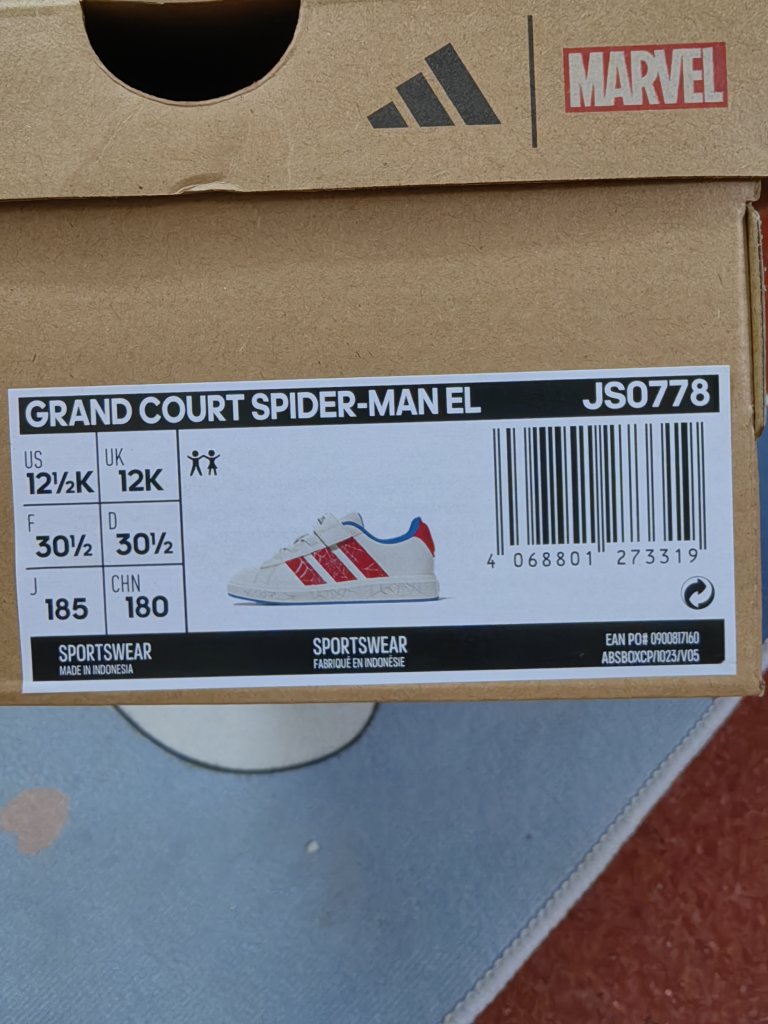 MARVEL
GRAND COURT SPIDER-MAN EL JS0778
US 12½K UK 12K
F 30½ D 30½
J 185 CHN 180
4 068801 273319
SPORTSWEAR
MADE IN INDONESIA
SPORTSWEAR
FABRIQUÉ EN INDONÉSIE
EAN PO# 0900817160
ABSBOXCP/1023/V05